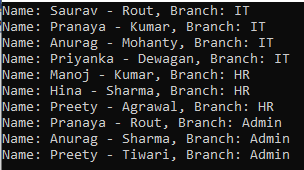 Name: Saurav - Rout, Branch: IT
Name: Pranaya - Kumar, Branch: IT
Name: Anurag - Mohanty, Branch: IT
Name: Priyanka - Dewagan, Branch: IT
Name: Manoj - Kumar, Branch: HR
Name: Hina - Sharma, Branch: HR
Name: Preety - Agrawal, Branch: HR
Name: Pranaya - Rout, Branch: Admin
Name: Anurag - Sharma, Branch: Admin
Name: Preety - Tiwari, Branch: Admin